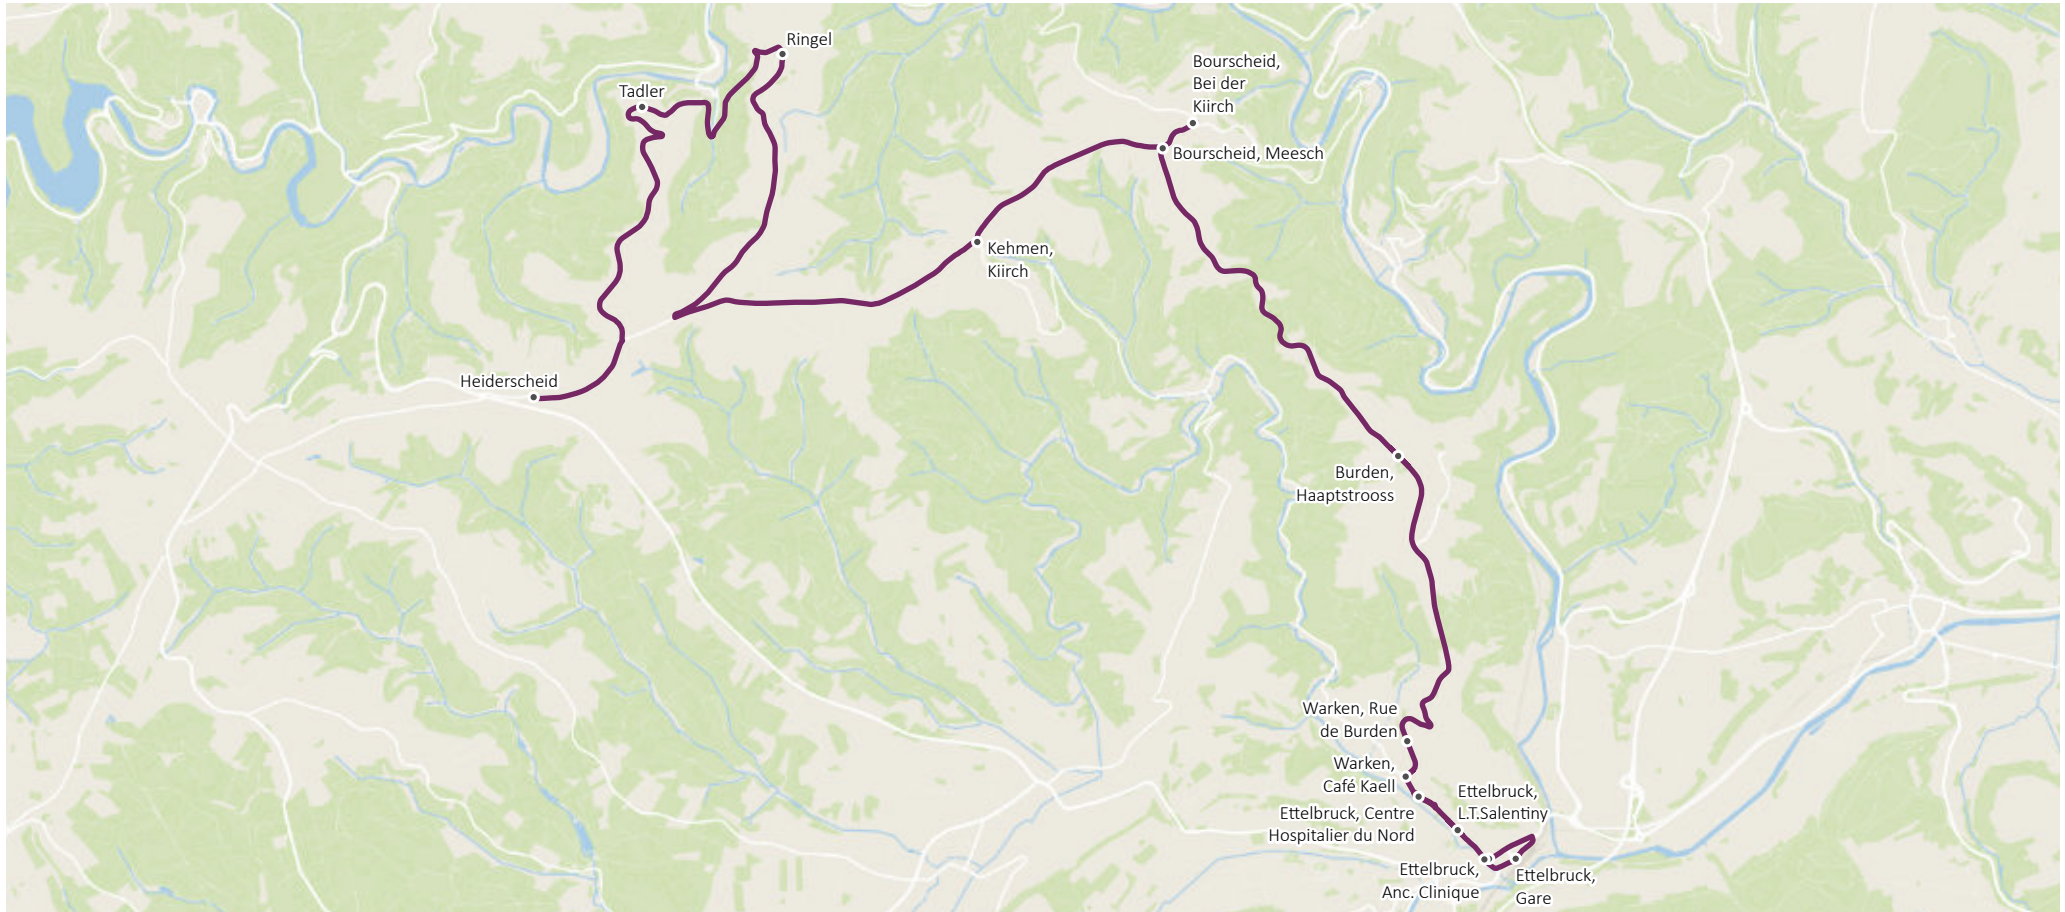 Ringel
Tadler
Bourscheid,
Bei der
Kiirch
Bourscheid, Meesch
Kehmen,
Kiirch
Heiderscheid
Burden,
Haaptstrooss
Warken, Rue
de Burden
Warken,
Café Kaell
Ettelbruck,
L.T.Salentiny
Ettelbruck, Centre
Hospitalier du Nord
Ettelbruck,
Anc. Clinique
Ettelbruck,
Gare